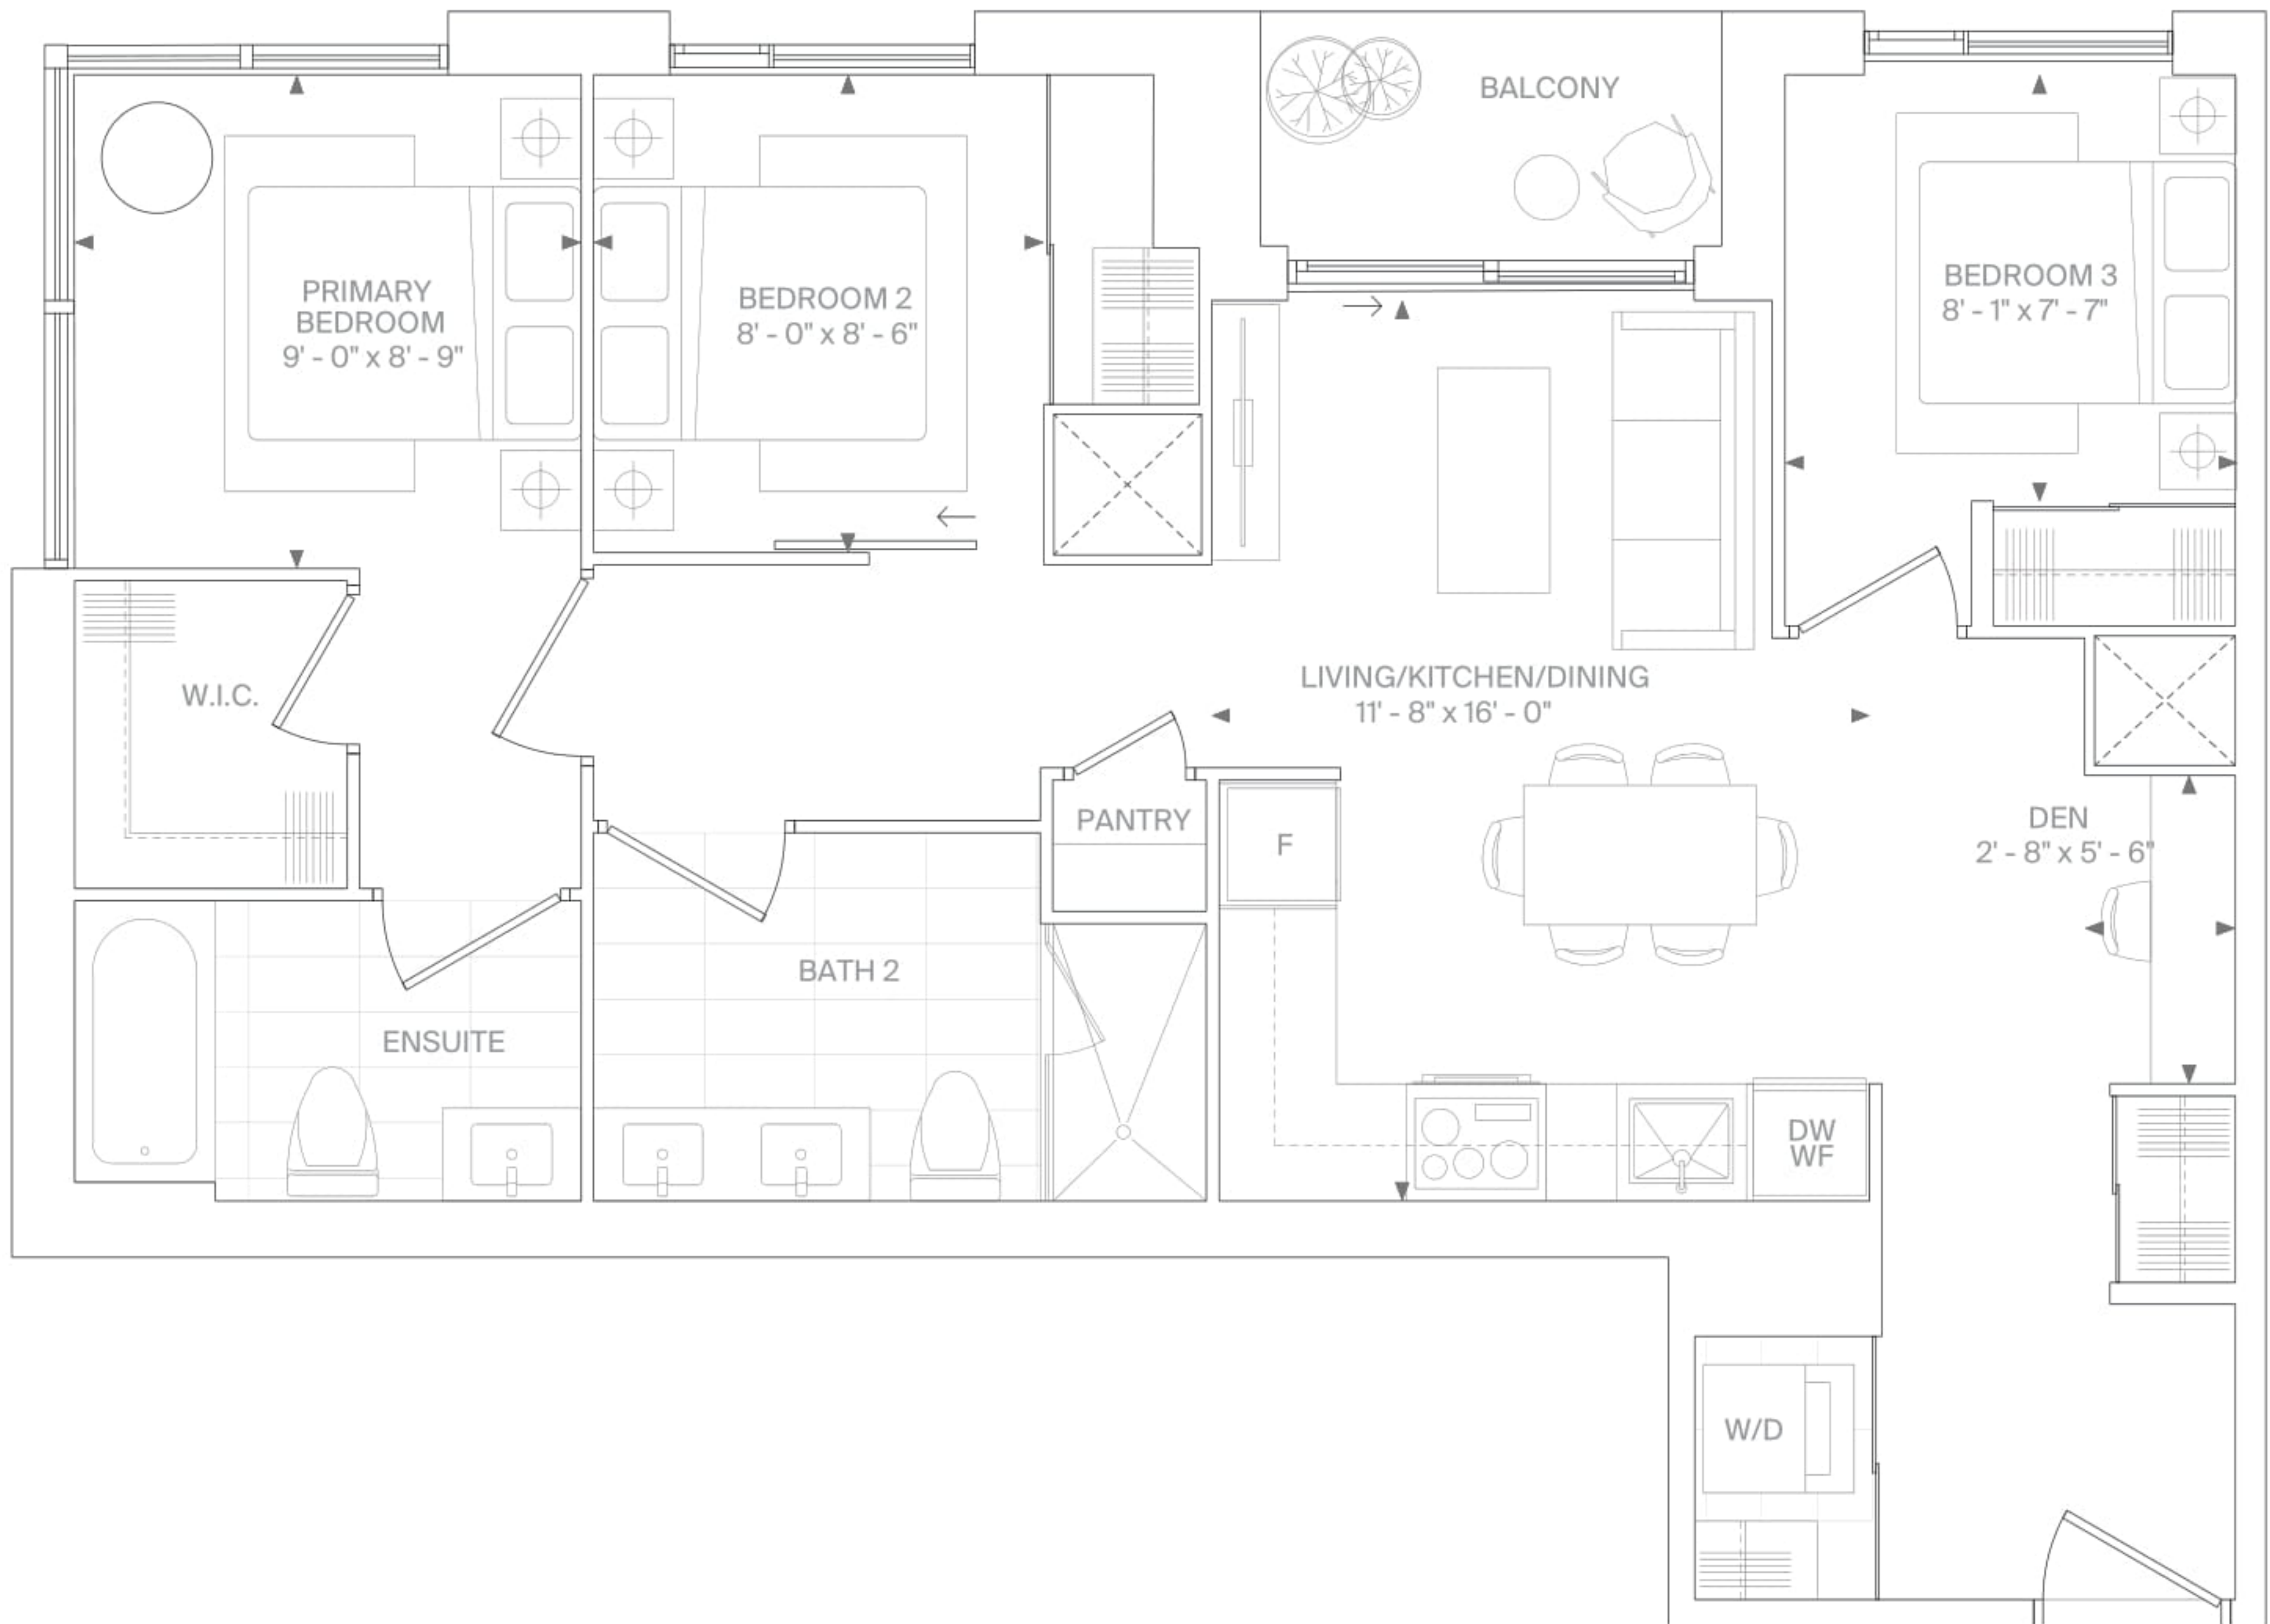 BALCONY
PRIMARY
BEDROOM
9' - 0" x 8' - 9"
BEDROOM 2
8' - 0" x 8' - 6"
BEDROOM 3
8' - 1" x 7' - 7"
W.I.C.
LIVING/KITCHEN/DINING
11' - 8" x 16' - 0"
PANTRY
F
DEN
2' - 8" x 5' - 6"
ENSUITE
BATH 2
DW
WF
W/D